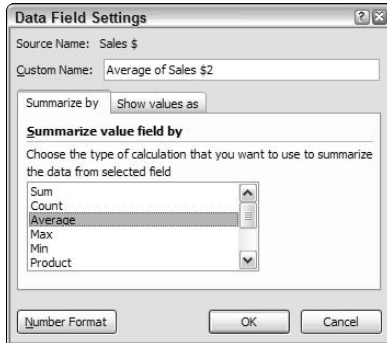 Data Field Settings
Source Name: Sales $
Custom Name: Average of Sales $2
Summarize by Show values as
Summarize value field by
Choose the type of calculation that you want to use to summarize
the data from selected field
Sum
Count
Average
Max
Min
Product
Number Format OK Cancel